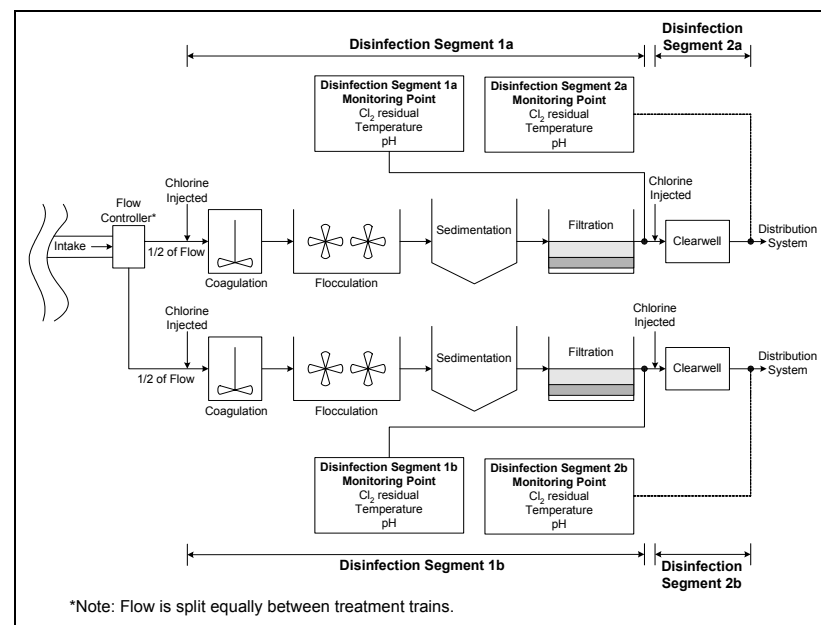 Disinfection Segment 1a
Disinfection
Segment 2a
Disinfection Segment 1a
Monitoring Point
Cl2 residual
Temperature
pH
Disinfection Segment 2a
Monitoring Point
Cl2 residual
Temperature
pH
Chlorine
Injected
Flow
Controller*
Intake
1/2 of Flow
Coagulation
Flocculation
Sedimentation
Filtration
Chlorine
Injected
Clearwell
Distribution
System
Chlorine
Injected
1/2 of Flow
Coagulation
Flocculation
Sedimentation
Filtration
Chlorine
Injected
Clearwell
Distribution
System
Disinfection Segment 1b
Monitoring Point
Cl2 residual
Temperature
pH
Disinfection Segment 2b
Monitoring Point
Cl2 residual
Temperature
pH
Disinfection Segment 1b
Disinfection
Segment 2b
*Note: Flow is split equally between treatment trains.